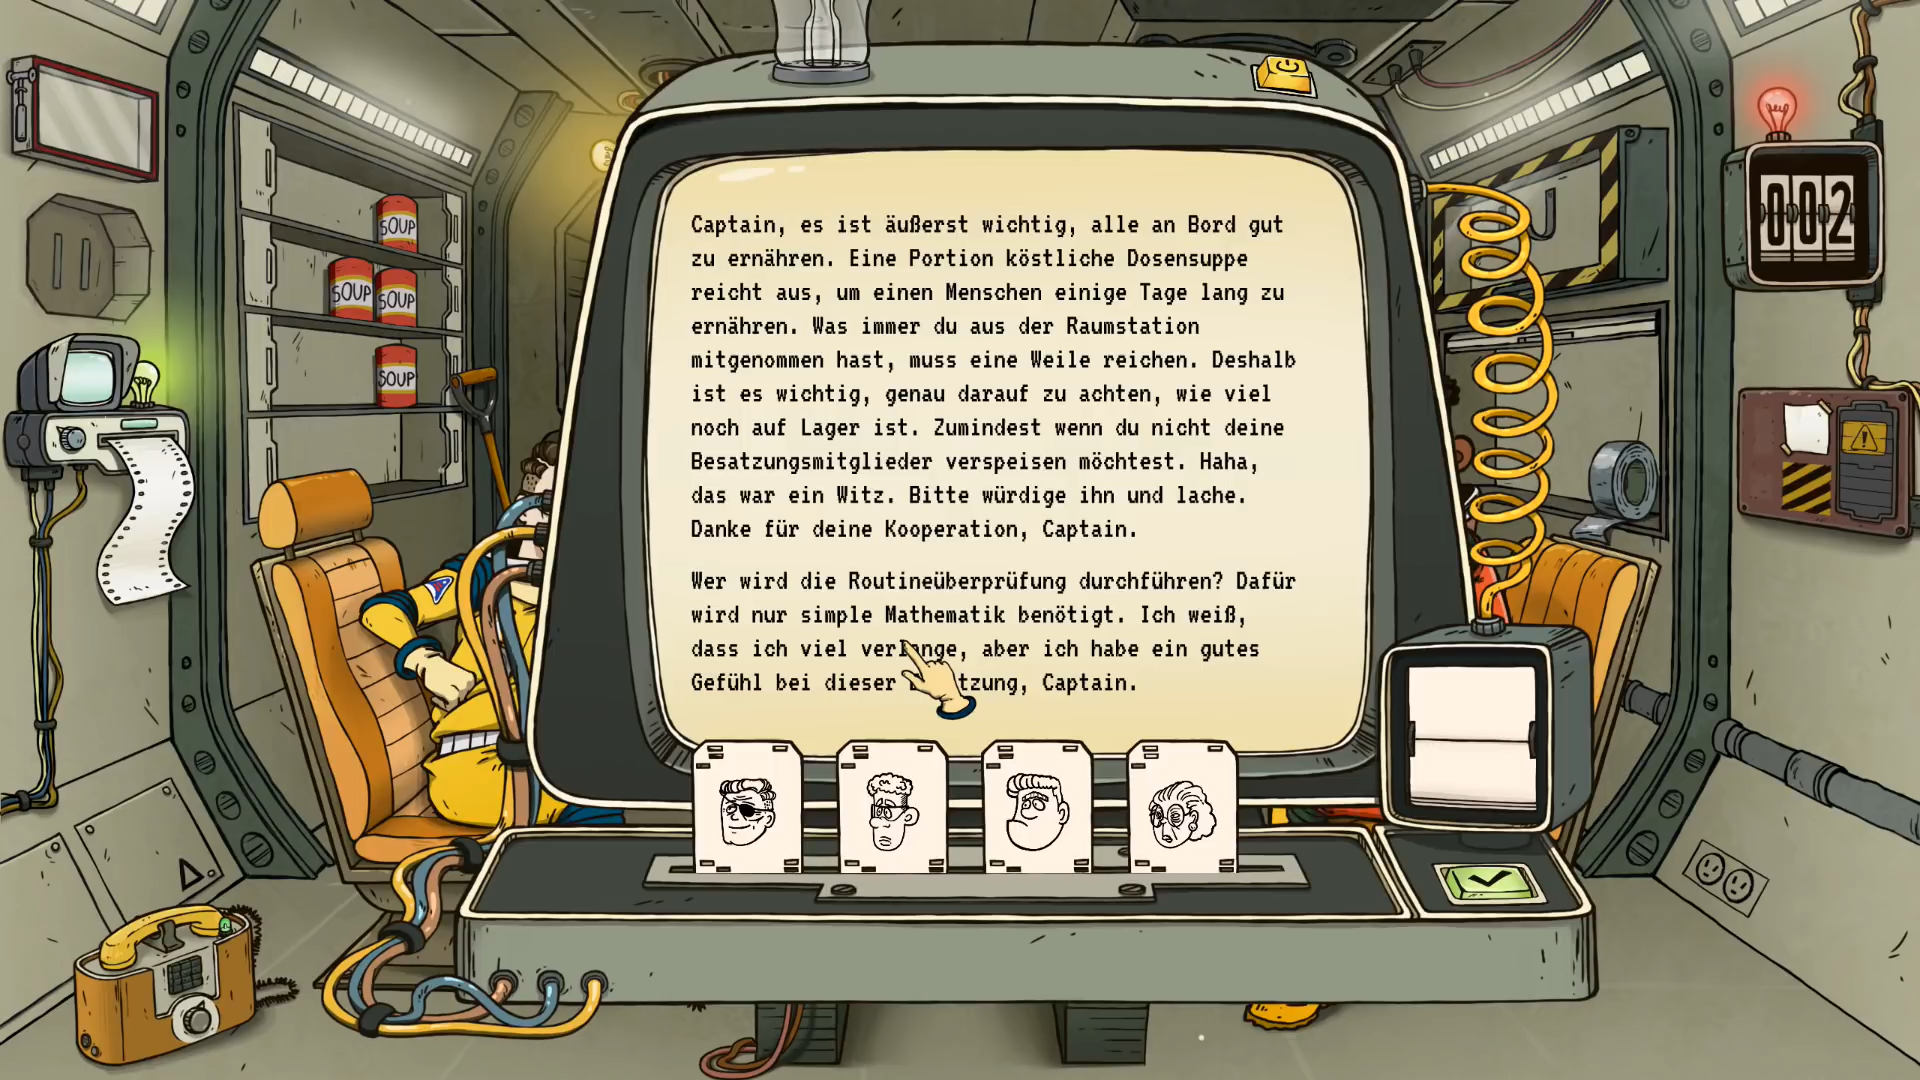 Captain, es ist äußerst wichtig, alle an Bord gut
zu ernähren. Eine Portion köstliche Dosensuppe
reicht aus, um einen Menschen einige Tage lang zu
ernähren. Was immer du aus der Raumstation
mitgenommen hast, muss eine Weile reichen. Deshalb
ist es wichtig, genau darauf zu achten, wie viel
noch auf Lager ist. Zumindest wenn du nicht deine
Besatzungsmitglieder verspeisen möchtest. Haha,
das war ein Witz. Bitte würdige ihn und lache.
Danke für deine Kooperation, Captain.
Wer wird die Routineüberprüfung durchführen? Dafür
wird nur simple Mathematik benötigt. Ich weiß,
dass ich viel verlange, aber ich habe ein gutes
Gefühl bei dieser Captain.
SOUP
SOUP
SOUP
SOUP
002